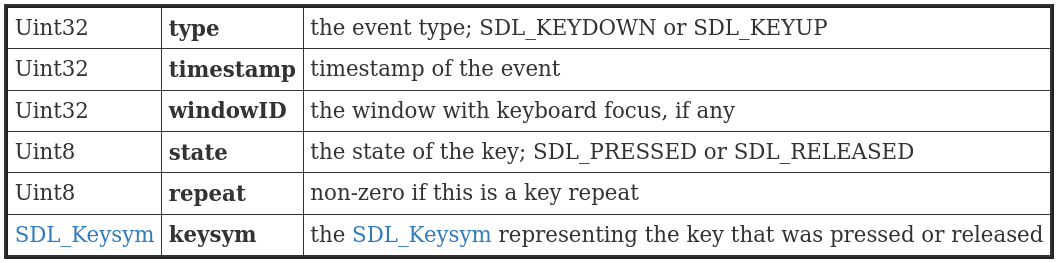 Uint32 type the event type; SDL_KEYDOWN or SDL_KEYUP
Uint32 timestamp timestamp of the event
Uint32 windowID the window with keyboard focus, if any
Uint8 state the state of the key; SDL_PRESSED or SDL_RELEASED
Uint8 repeat non-zero if this is a key repeat
SDL_Keysym keysym the SDL_Keysym representing the key that was pressed or released